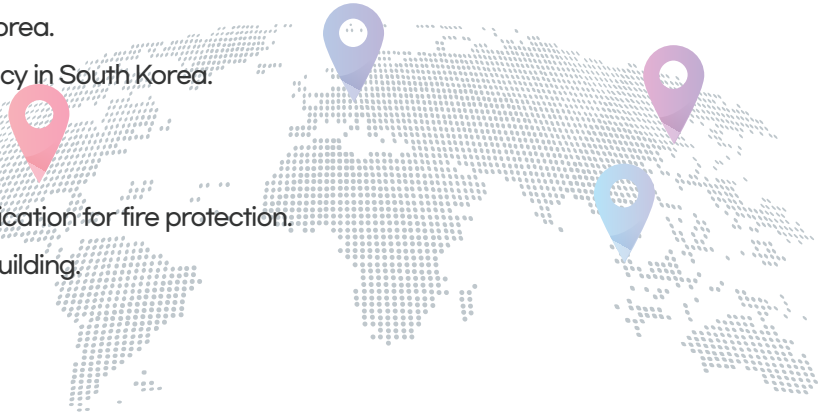 orea.
cy in South Korea.
ication for fire protection.
uilding.